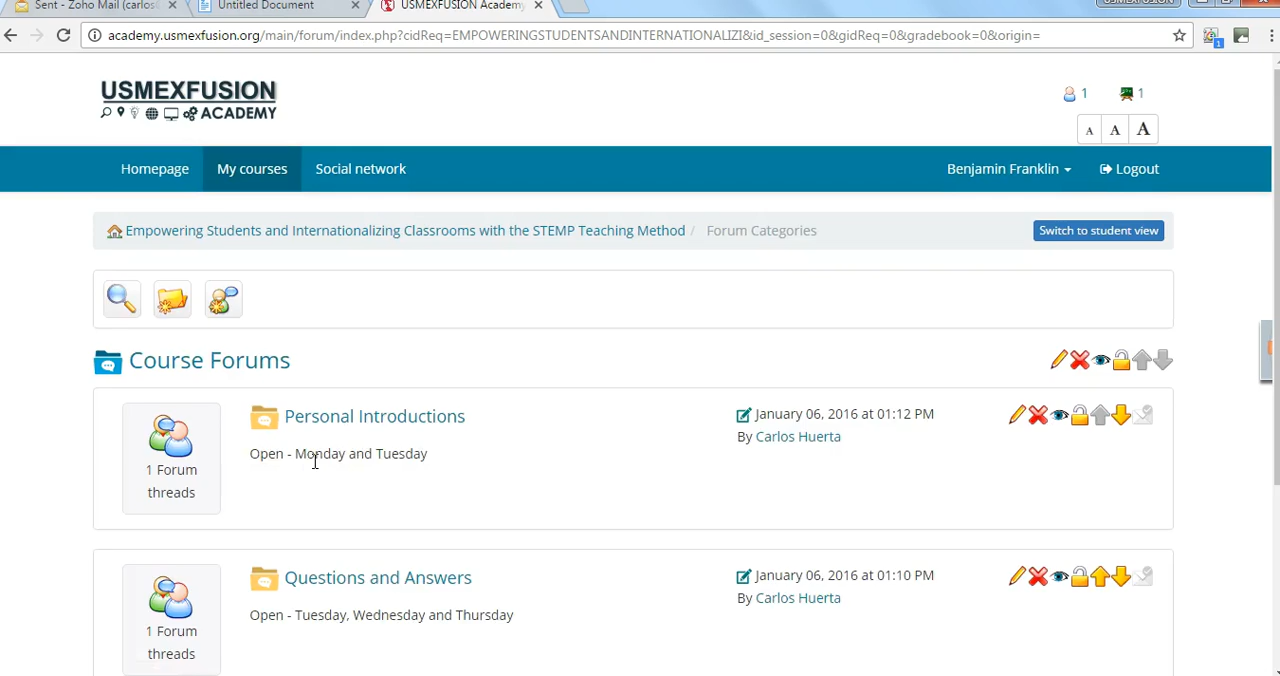 Sent - Zoho Mail (carlos
Untitled Document
USMEXFUSION Academy
USMEXFUSION
academy.usmexfusion.org/main/forum/index.php?cidReq=EMPOWERINGSTUDENTSANDINTERNATIONALIZI&id_session=0&gidReq=0&gradebook=0&origin=
1
USMEXFUSION
ACADEMY
1
1
A
A
A
Homepage
My courses
Social network
Benjamin Franklin
Logout
Empowering Students and Internationalizing Classrooms with the STEMP Teaching Method / Forum Categories
Switch to student view
Course Forums
Personal Introductions
January 06, 2016 at 01:12 PM
By Carlos Huerta
Open - Monday and Tuesday
1 Forum
threads
Questions and Answers
January 06, 2016 at 01:10 PM
By Carlos Huerta
Open - Tuesday, Wednesday and Thursday
1 Forum
threads